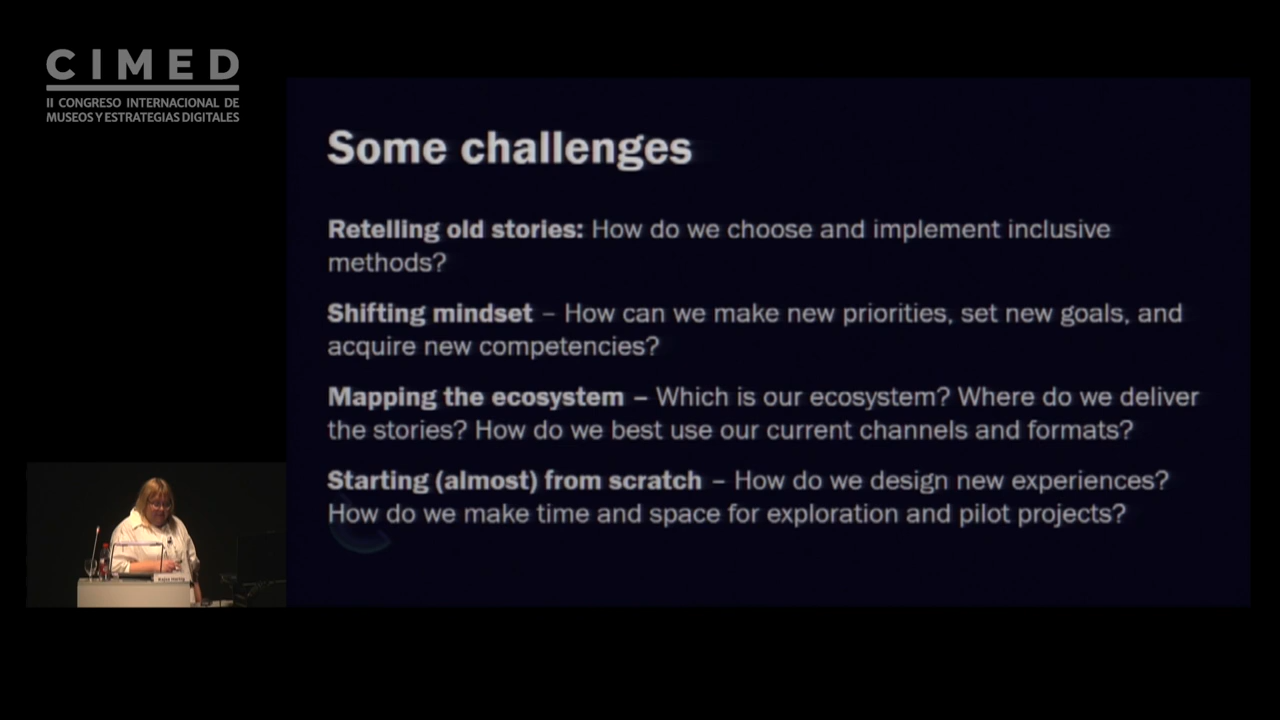 CIMED
II CONGRESO INTERNACIONAL DE
MUSEOS Y ESTRATEGIAS DIGITALES
Some challenges
Retelling old stories: How do we choose and implement inclusive
methods?
Shifting mindset – How can we make new priorities, set new goals, and
acquire new competencies?
Mapping the ecosystem – Which is our ecosystem? Where do we deliver
the stories? How do we best use our current channels and formats?
Starting (almost) from scratch – How do we design new experiences?
How do we make time and space for exploration and pilot projects?